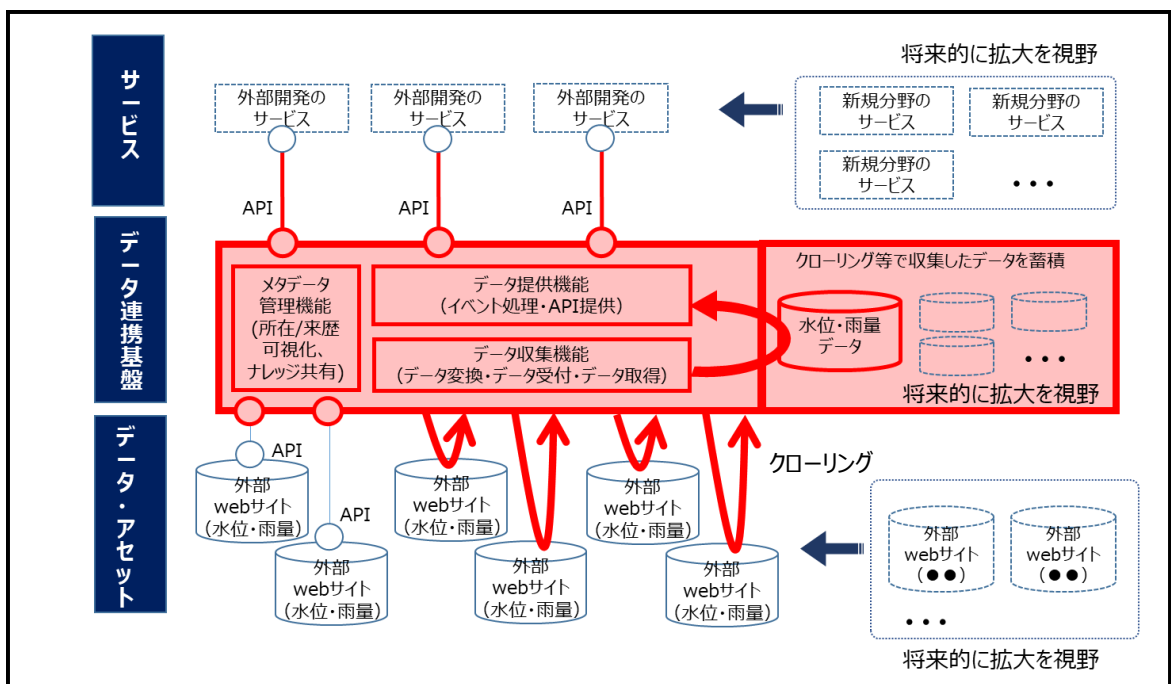 サービス
将来的に拡大を視野
外部開発の
サービス
外部開発の
サービス
外部開発の
サービス
新規分野の
サービス
新規分野の
サービス
新規分野の
サービス
・・・
API
API
API
データ連携基盤
メタデータ
管理機能
(所在/来歴
可視化、
ナレッジ共有)
データ提供機能
(イベント処理・API提供)
データ収集機能
(データ変換・データ受付・データ取得)
クローリング等で収集したデータを蓄積
水位・雨量
データ
・・・
将来的に拡大を視野
データ・アセット
API
外部
webサイト
(水位・雨量)
API
外部
webサイト
(水位・雨量)
外部
webサイト
(水位・雨量)
外部
webサイト
(水位・雨量)
外部
webサイト
(水位・雨量)
外部
webサイト
(水位・雨量)
クローリング
外部
webサイト
(●●)
外部
webサイト
(●●)
・・・
将来的に拡大を視野